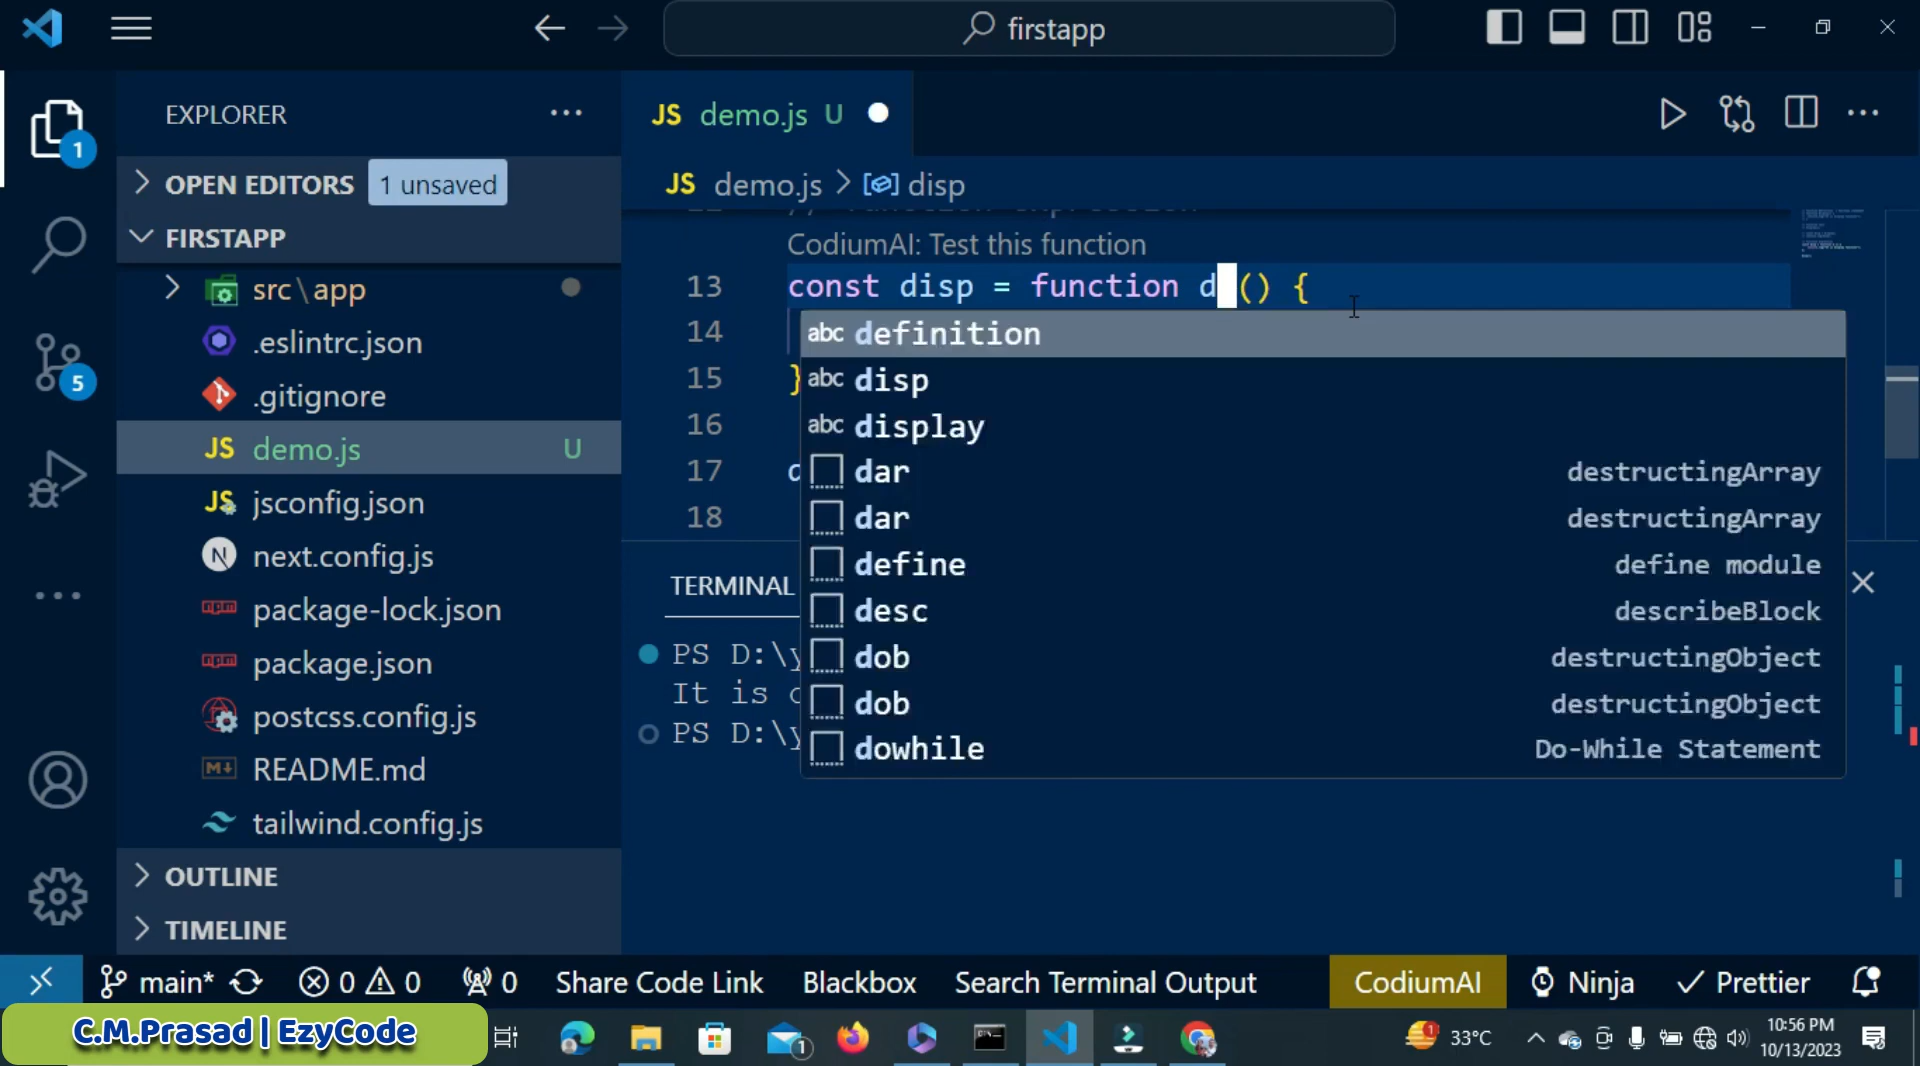 firstapp
EXPLORER
JS demo.js U
1
OPEN EDITORS 1 unsaved
JS demo.js > disp
FIRSTAPP
CodiumAI: Test this function
src\app
13 const disp = function d() {
.eslintrc.json
14
abc definition
5
15 }
abc disp
.gitignore
16
abc display
JS demo.js U
17 d
dar destructingArray
JS jsconfig.json
18
dar destructingArray
N next.config.js
define define module
TERMINAL
package-lock.json
desc describeBlock
package.json
PS D:\y
dob destructingObject
It is
dob destructingObject
postcss.config.js
PS D:\y
dowhile Do-While Statement
M README.md
tailwind.config.js
OUTLINE
TIMELINE
main* 0 0 0 Share Code Link Blackbox Search Terminal Output CodiumAI Ninja Prettier
C.M.Prasad | EzyCode
1
1
33°C
10:56 PM
10/13/2023